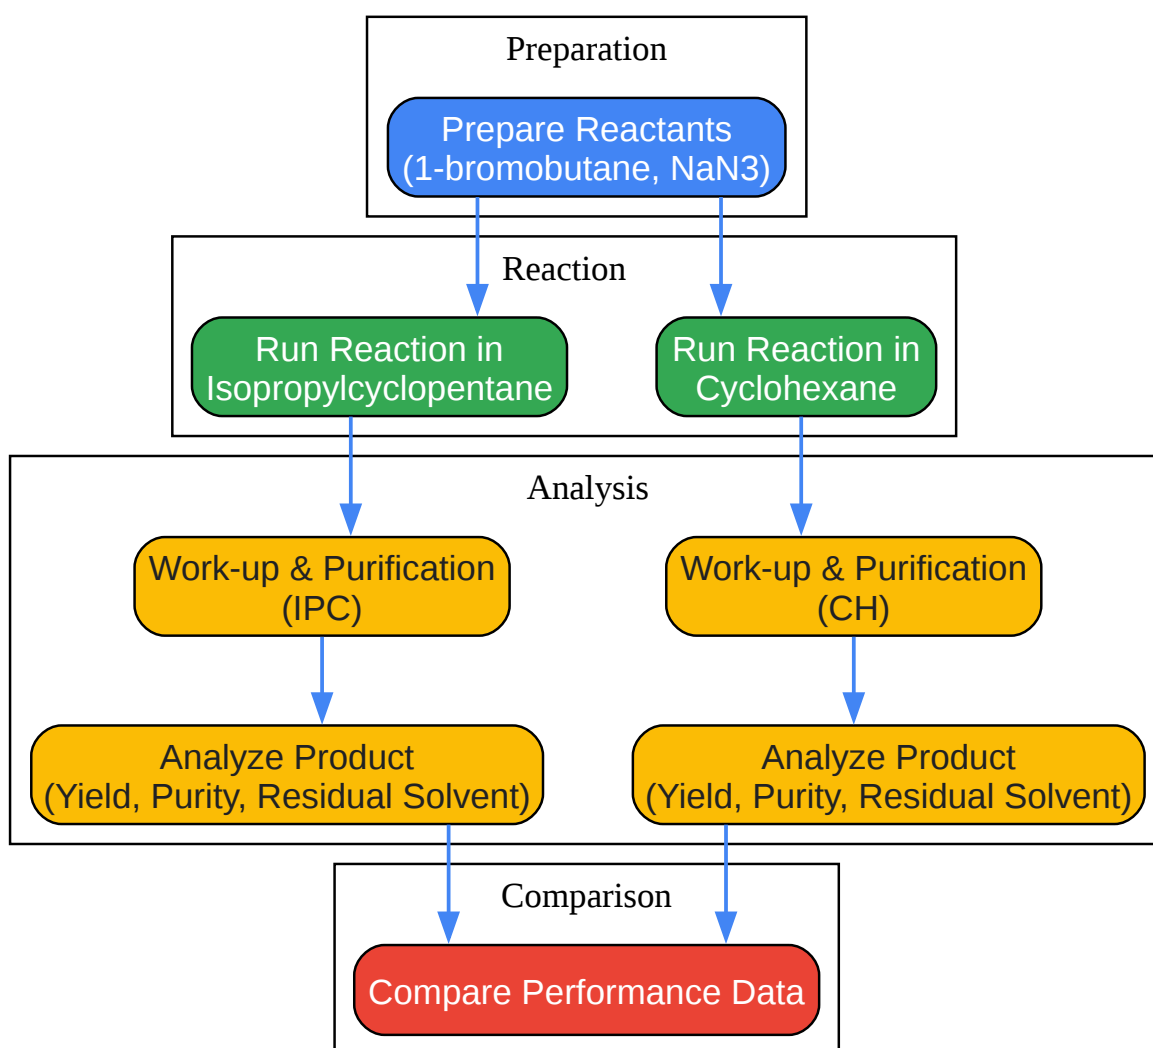 Preparation
Prepare Reactants
(1-bromobutane, NaN3)
Reaction
Run Reaction in
Isopropylcyclopentane
Run Reaction in
Cyclohexane
Analysis
Work-up & Purification
(IPC)
Work-up & Purification
(CH)
Analyze Product
(Yield, Purity, Residual Solvent)
Analyze Product
(Yield, Purity, Residual Solvent)
Comparison
Compare Performance Data